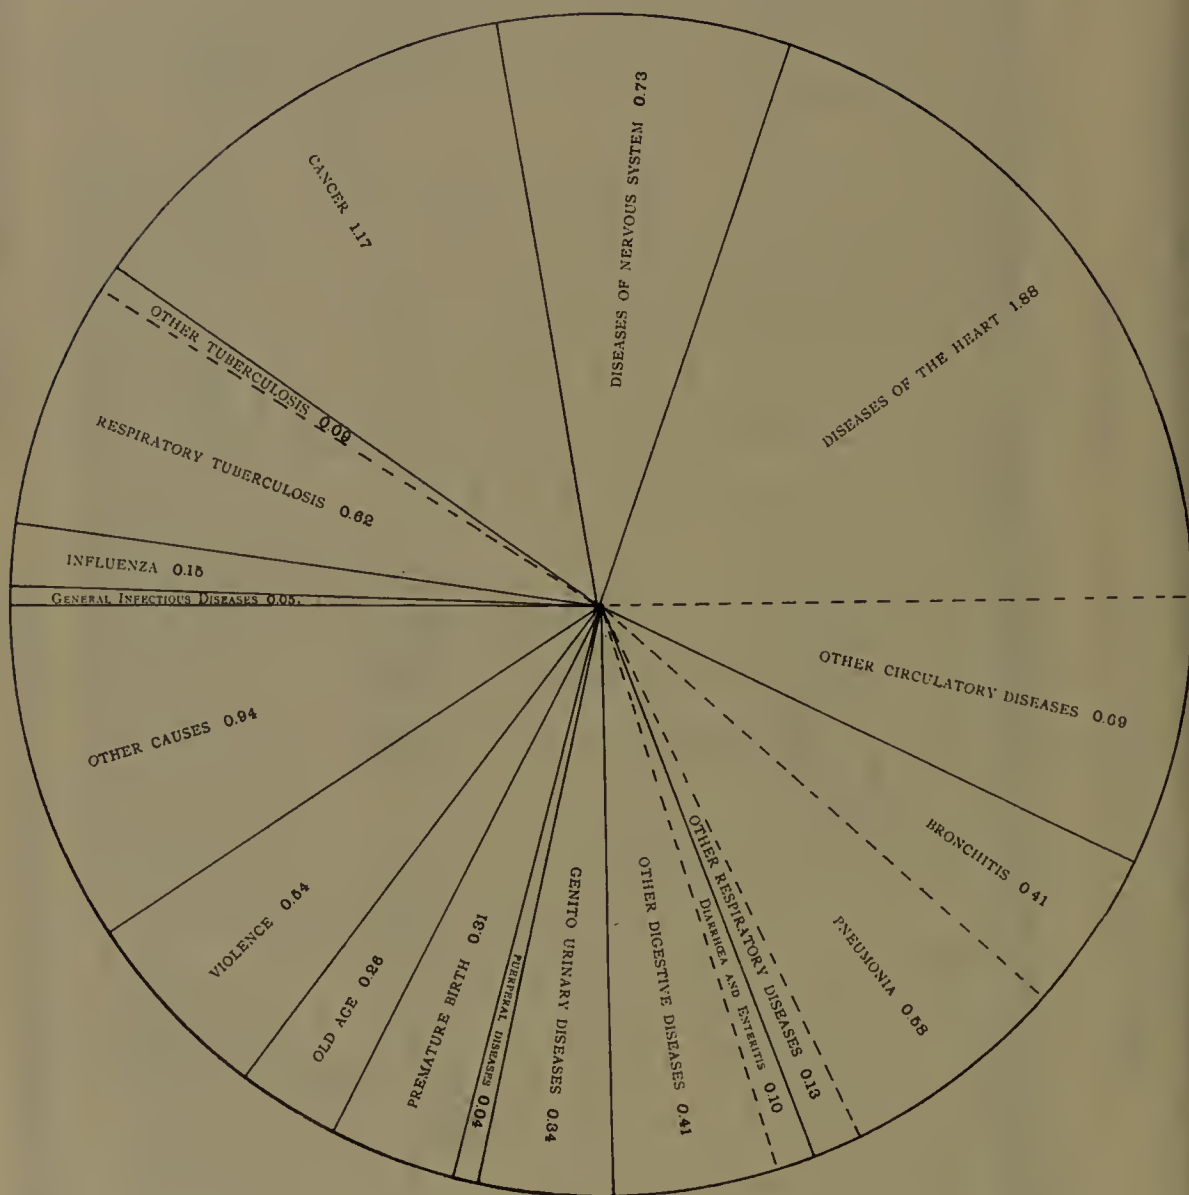 DISEASES OF NERVOUS SYSTEM 0.73
DISEASES OF THE HEART 1.88
OTHER CIRCULATORY DISEASES 0.69
BRONCHITIS 0.41
PNEUMONIA 0.58
OTHER RESPIRATORY DISEASES 0.13
DIARRHŒA AND ENTERITIS 0.10
OTHER DIGESTIVE DISEASES 0.41
GENITO URINARY DISEASES 0.34
PUERPERAL DISEASES 0.04
PREMATURE BIRTH 0.31
OLD AGE 0.26
VIOLENCE 0.54
OTHER CAUSES 0.94
GENERAL INFECTIOUS DISEASES 0.05.
INFLUENZA 0.15
RESPIRATORY TUBERCULOSIS 0.62
OTHER TUBERCULOSIS 0.09
CANCER 1.17